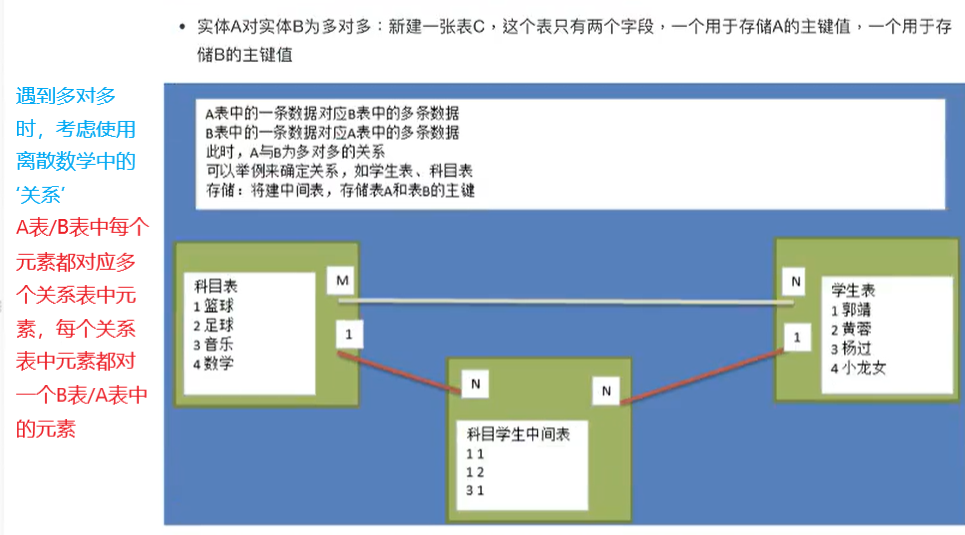 • 实体A对实体B为多对多：新建一张表C，这个表只有两个字段，一个用于存储A的主键值，一个用于存
储B的主键值
遇到多对多
时，考虑使用
离散数学中的
‘关系’
A表/B表中每个
元素都对应多
个关系表中元
素，每个关系
表中元素都对
一个B表/A表中
的元素
A表中的一条数据对应B表中的多条数据
B表中的一条数据对应A表中的多条数据
此时，A与B为多对多的关系
可以举例来确定关系，如学生表、科目表
存储：将建中间表，存储表A和表B的主键
科目表
1 篮球
2 足球
3 音乐
4 数学
M
1
N
1
学生表
1 郭靖
2 黄蓉
3 杨过
4 小龙女
N
N
科目学生中间表
1 1
1 2
3 1